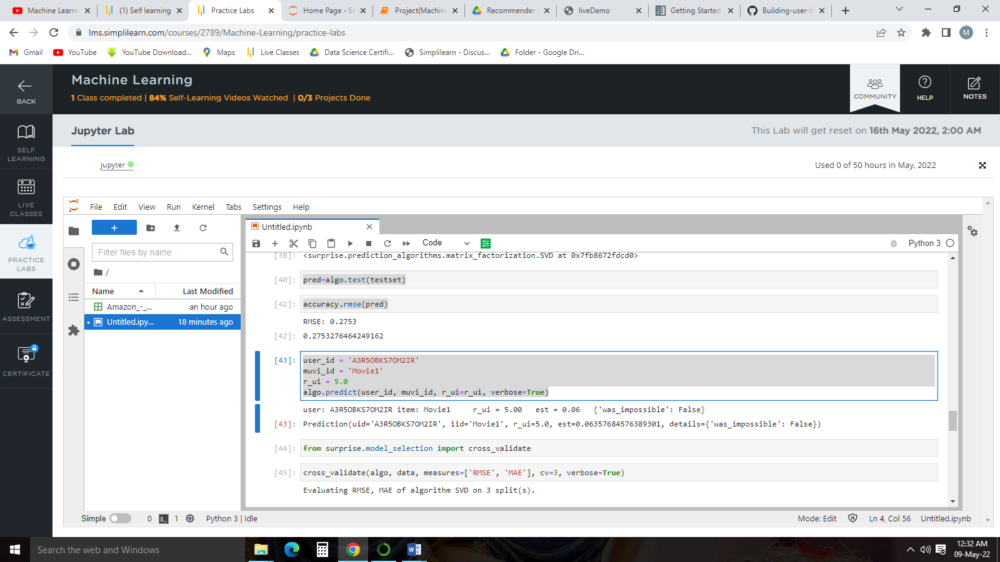 Machine Learnin
(1) Self learning
Practice Labs
Home Page - Se
Project(Machine
Recommender
liveDemo
Getting Started
Building-user-b
lms.simplilearn.com/courses/2789/Machine-Learning/practice-labs
M
Gmail
YouTube
YouTube Download...
Maps
Live Classes
Data Science Certifi...
Simplilearn - Discus...
Folder - Google Dri...
BACK
Machine Learning
1 Class completed | 84% Self-Learning Videos Watched | 0/3 Projects Done
COMMUNITY
HELP
NOTES
SELF
LEARNING
LIVE
CLASSES
PRACTICE
LABS
ASSESSMENT
CERTIFICATE
Jupyter Lab
This Lab will get reset on 16th May 2022, 2:00 AM
jupyter
Used 0 of 50 hours in May, 2022
File Edit View Run Kernel Tabs Settings Help
+
Filter files by name
/
Name
Last Modified
Amazon_-_...
an hour ago
Untitled.ipy...
18 minutes ago
Untitled.ipynb
Code
Python 3
[38]: <surprise.prediction_algorithms.matrix_factorization.SVD at 0x7fb8672fdcd0>
[40]: pred=algo.test(testset)
[42]: accuracy.rmse(pred)
RMSE: 0.2753
[42]: 0.2753276464249162
[43]: user_id = 'A3R5OBKS7OM2IR'
muvi_id = 'Movie1'
r_ui = 5.0
algo.predict(user_id, muvi_id, r_ui=r_ui, verbose=True)
user: A3R5OBKS7OM2IR item: Movie1     r_ui = 5.00   est = 0.06   {'was_impossible': False}
[43]: Prediction(uid='A3R5OBKS7OM2IR', iid='Movie1', r_ui=5.0, est=0.06357684576389301, details={'was_impossible': False})
[44]: from surprise.model_selection import cross_validate
[45]: cross_validate(algo, data, measures=['RMSE', 'MAE'], cv=3, verbose=True)
Evaluating RMSE, MAE of algorithm SVD on 3 split(s).
Simple
0
1
Python 3 | Idle
Mode: Edit
Ln 4, Col 56
Untitled.ipynb
Search the web and Windows
12:32 AM
09-May-22